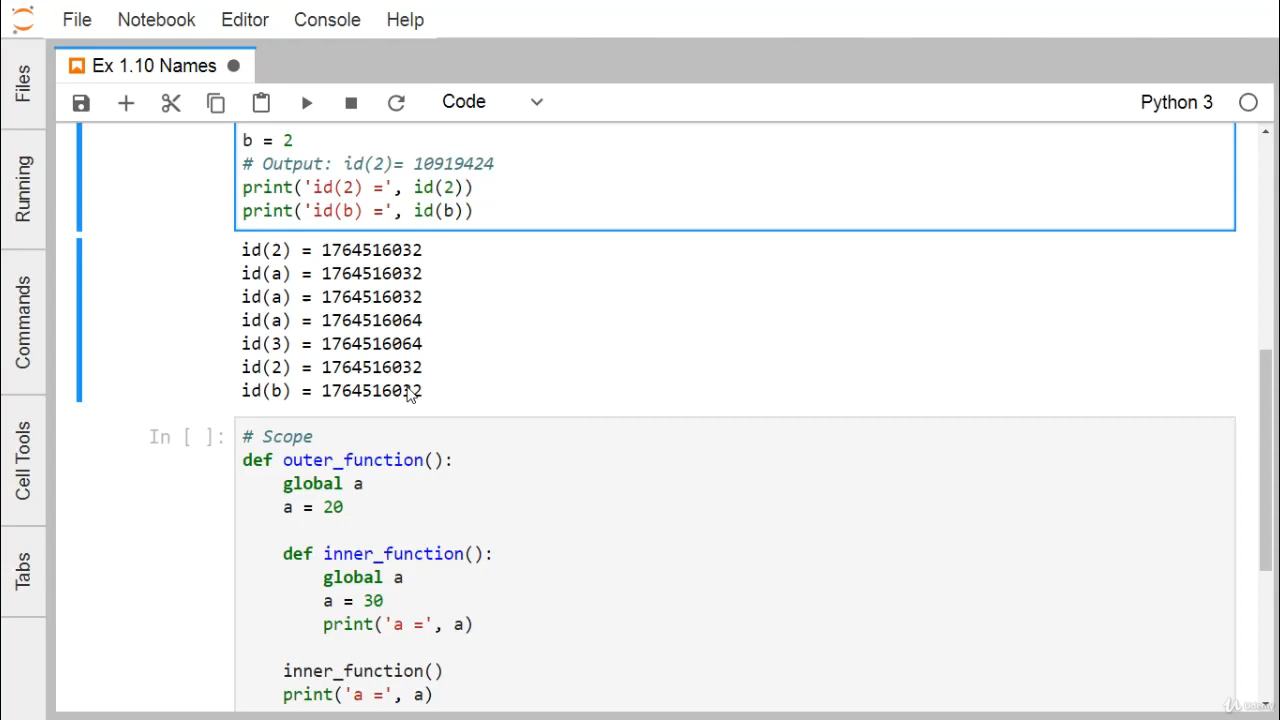 File Notebook Editor Console Help
Ex 1.10 Names
Code
Python 3
Files
Running
Commands
Cell Tools
Tabs
b = 2
# Output: id(2)= 10919424
print('id(2) =', id(2))
print('id(b) =', id(b))
id(2) = 1764516032
id(a) = 1764516032
id(a) = 1764516032
id(a) = 1764516064
id(3) = 1764516064
id(2) = 1764516032
id(b) = 1764516032
In [ ]:
# Scope
def outer_function():
    global a
    a = 20
    def inner_function():
        global a
        a = 30
        print('a =', a)
    inner_function()
    print('a =', a)
Udemy